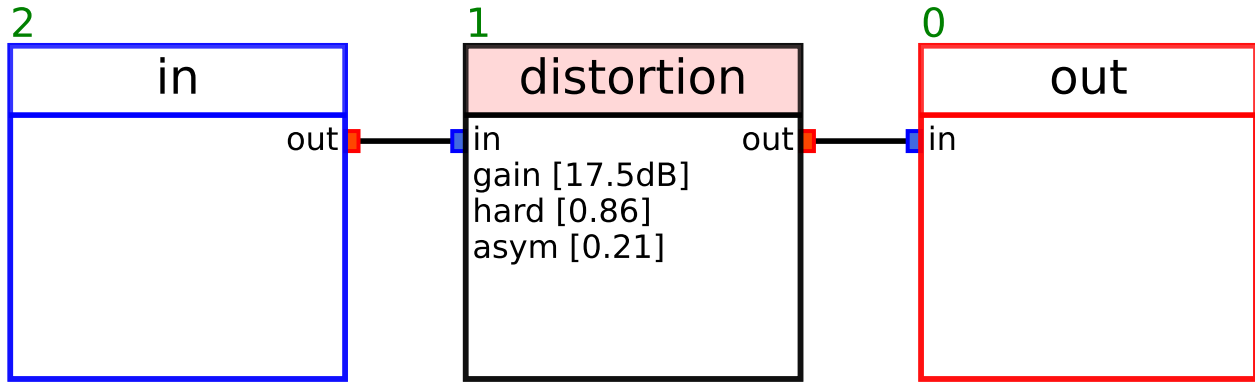 2
in
out
1
distortion
in
out
gain [17.5dB]
hard [0.86]
asym [0.21]
0
out
in